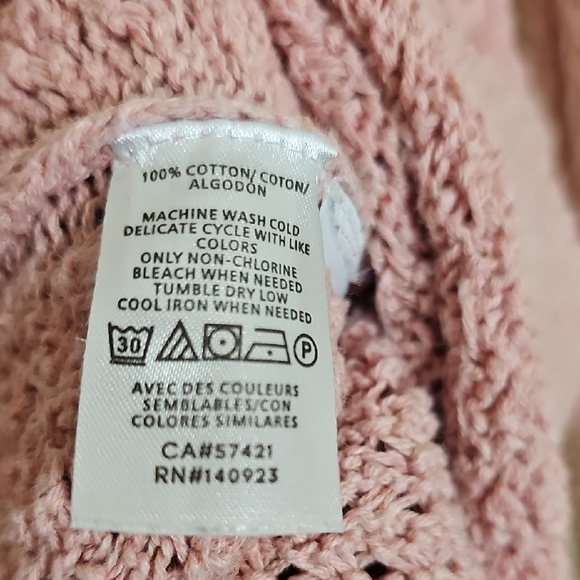 100% COTTON/ COTON/
ALGODÓN
MACHINE WASH COLD
DELICATE CYCLE WITH LIKE
COLORS
ONLY NON-CHLORINE
BLEACH WHEN NEEDED
TUMBLE DRY LOW
COOL IRON WHEN NEEDED
30 P
AVEC DES COULEURS
SEMBLABLES/CON
COLORES SIMILARES
CA#57421
RN#140923